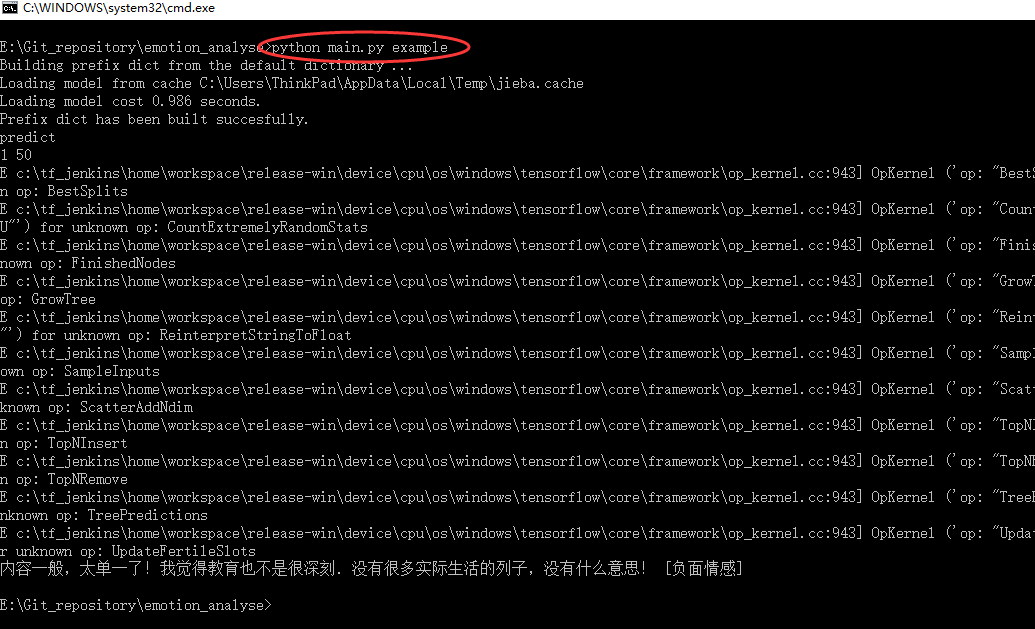 C:\WINDOWS\system32\cmd.exe
E:\Git_repository\emotion_analyse>python main.py example
Building prefix dict from the default dictionary ...
Loading model from cache C:\Users\ThinkPad\AppData\Local\Temp\jieba.cache
Loading model cost 0.986 seconds.
Prefix dict has been built succesfully.
predict
1 50
E c:\tf_jenkins\home\workspace\release-win\device\cpu\os\windows\tensorflow\core\framework\op_kernel.cc:943] OpKernel ('op: "BestS
n op: BestSplits
E c:\tf_jenkins\home\workspace\release-win\device\cpu\os\windows\tensorflow\core\framework\op_kernel.cc:943] OpKernel ('op: "Count
U"') for unknown op: CountExtremelyRandomStats
E c:\tf_jenkins\home\workspace\release-win\device\cpu\os\windows\tensorflow\core\framework\op_kernel.cc:943] OpKernel ('op: "Finis
nown op: FinishedNodes
E c:\tf_jenkins\home\workspace\release-win\device\cpu\os\windows\tensorflow\core\framework\op_kernel.cc:943] OpKernel ('op: "GrowT
op: GrowTree
E c:\tf_jenkins\home\workspace\release-win\device\cpu\os\windows\tensorflow\core\framework\op_kernel.cc:943] OpKernel ('op: "Rein
"') for unknown op: ReinterpretStringToFloat
E c:\tf_jenkins\home\workspace\release-win\device\cpu\os\windows\tensorflow\core\framework\op_kernel.cc:943] OpKernel ('op: "Sampl
own op: SampleInputs
E c:\tf_jenkins\home\workspace\release-win\device\cpu\os\windows\tensorflow\core\framework\op_kernel.cc:943] OpKernel ('op: "Scat
known op: ScatterAddNdim
E c:\tf_jenkins\home\workspace\release-win\device\cpu\os\windows\tensorflow\core\framework\op_kernel.cc:943] OpKernel ('op: "TopNI
n op: TopNInsert
E c:\tf_jenkins\home\workspace\release-win\device\cpu\os\windows\tensorflow\core\framework\op_kernel.cc:943] OpKernel ('op: "TopNR
n op: TopNRemove
E c:\tf_jenkins\home\workspace\release-win\device\cpu\os\windows\tensorflow\core\framework\op_kernel.cc:943] OpKernel ('op: "TreeP
nknown op: TreePredictions
E c:\tf_jenkins\home\workspace\release-win\device\cpu\os\windows\tensorflow\core\framework\op_kernel.cc:943] OpKernel ('op: "Updat
r unknown op: UpdateFertileSlots
内容一般，太单一了！我觉得教育也不是很深刻．没有很多实际生活的列子，没有什么意思！ [负面情感]
E:\Git_repository\emotion_analyse>